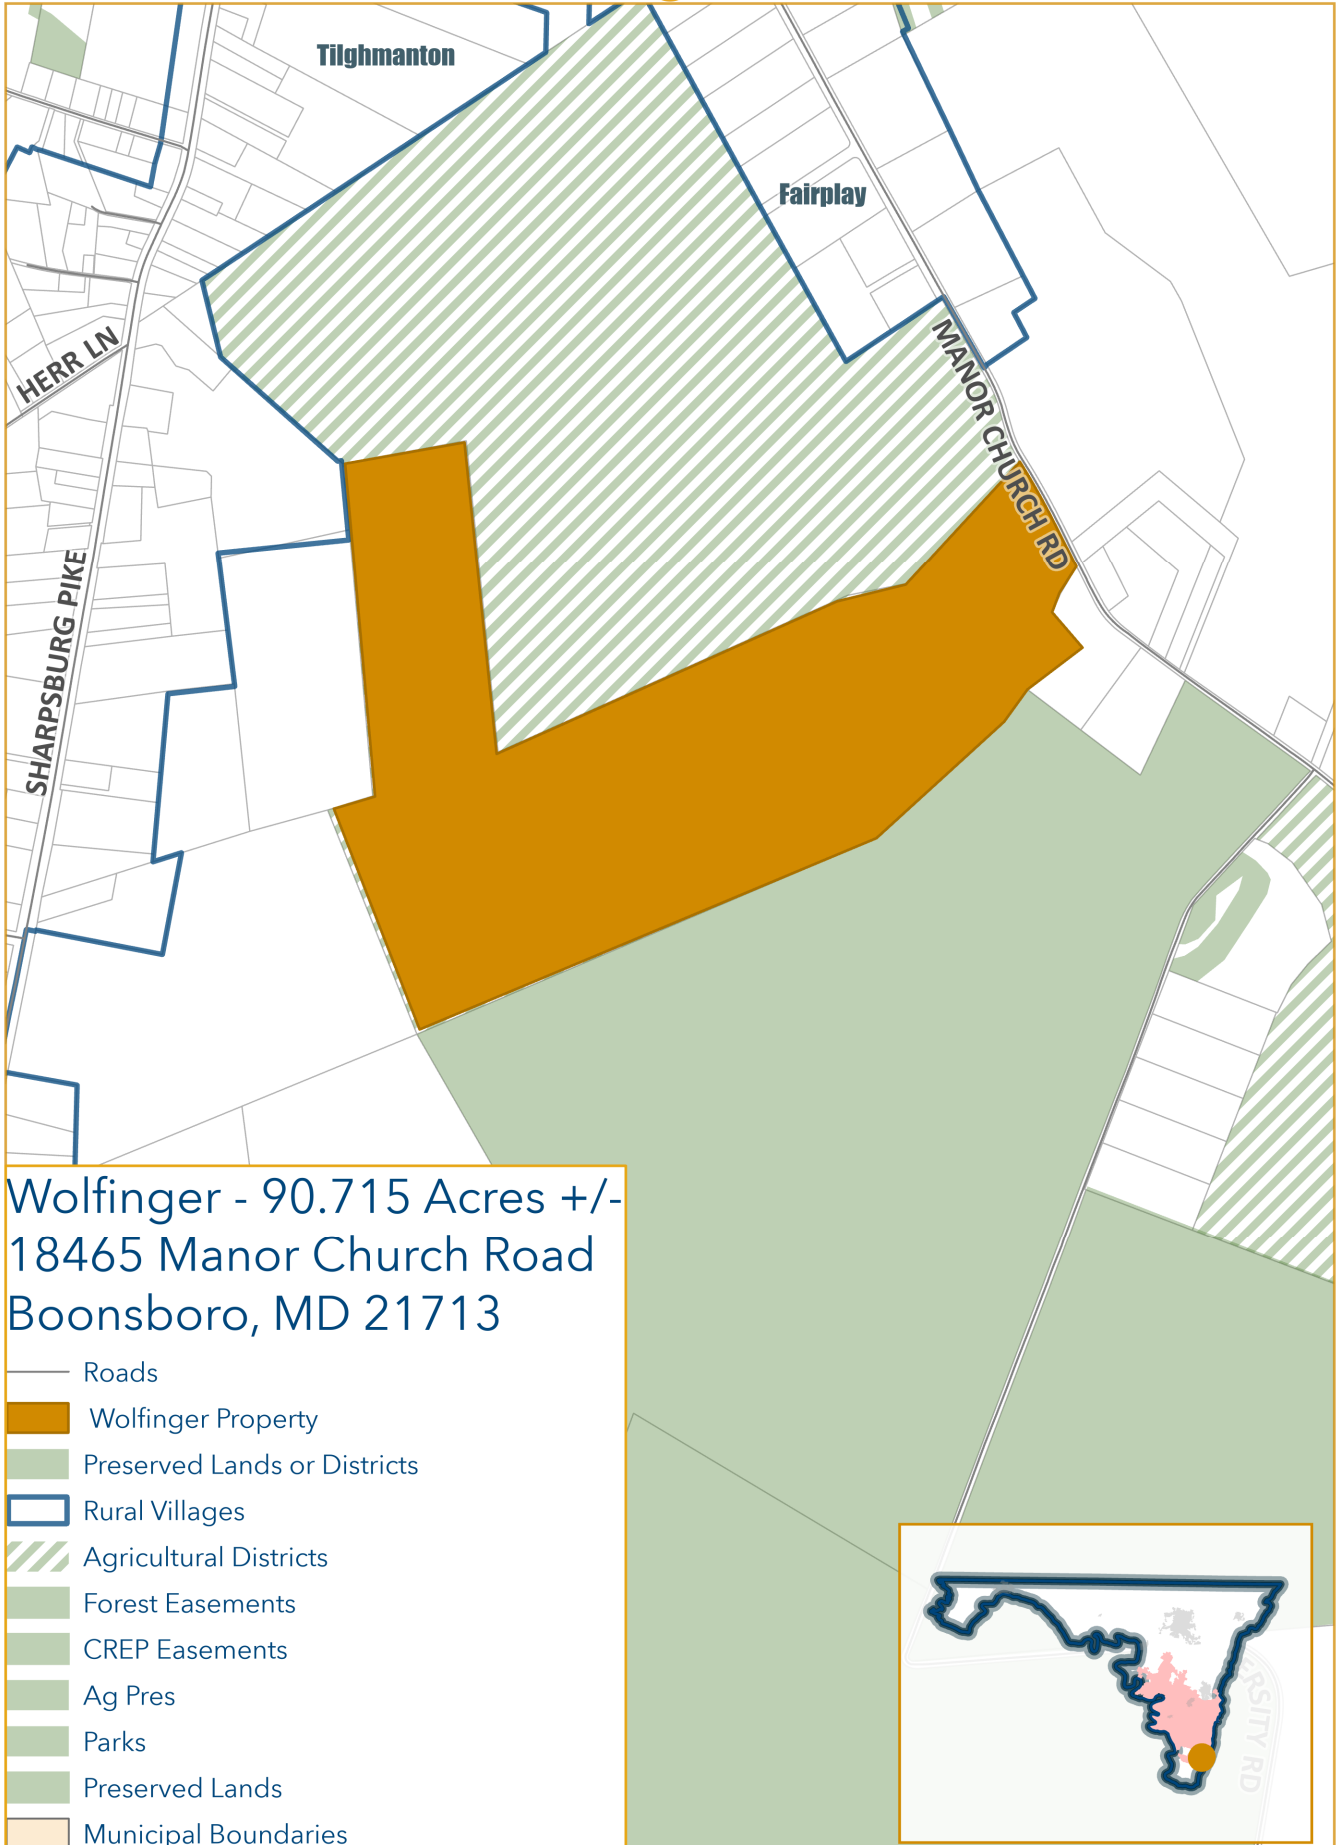 Tilghmanton
Fairplay
HERR LN
MANOR CHURCH RD
SHARPSBURG PIKE
Wolfinger - 90.715 Acres +/-
18465 Manor Church Road
Boonsboro, MD 21713
Roads
Wolfinger Property
Preserved Lands or Districts
Rural Villages
Agricultural Districts
Forest Easements
CREP Easements
Ag Pres
Parks
Preserved Lands
Municipal Boundaries
ERSITY RD